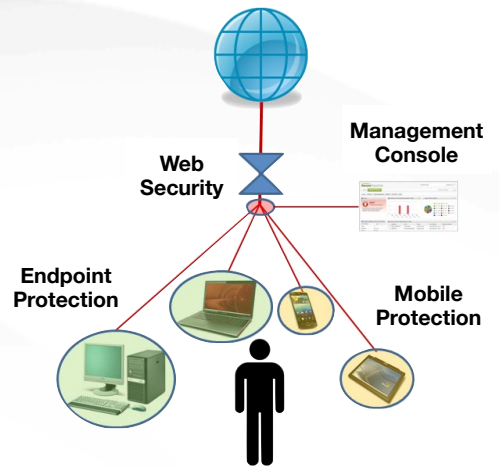 Management
Console
Web
Security
Endpoint
Protection
Mobile
Protection